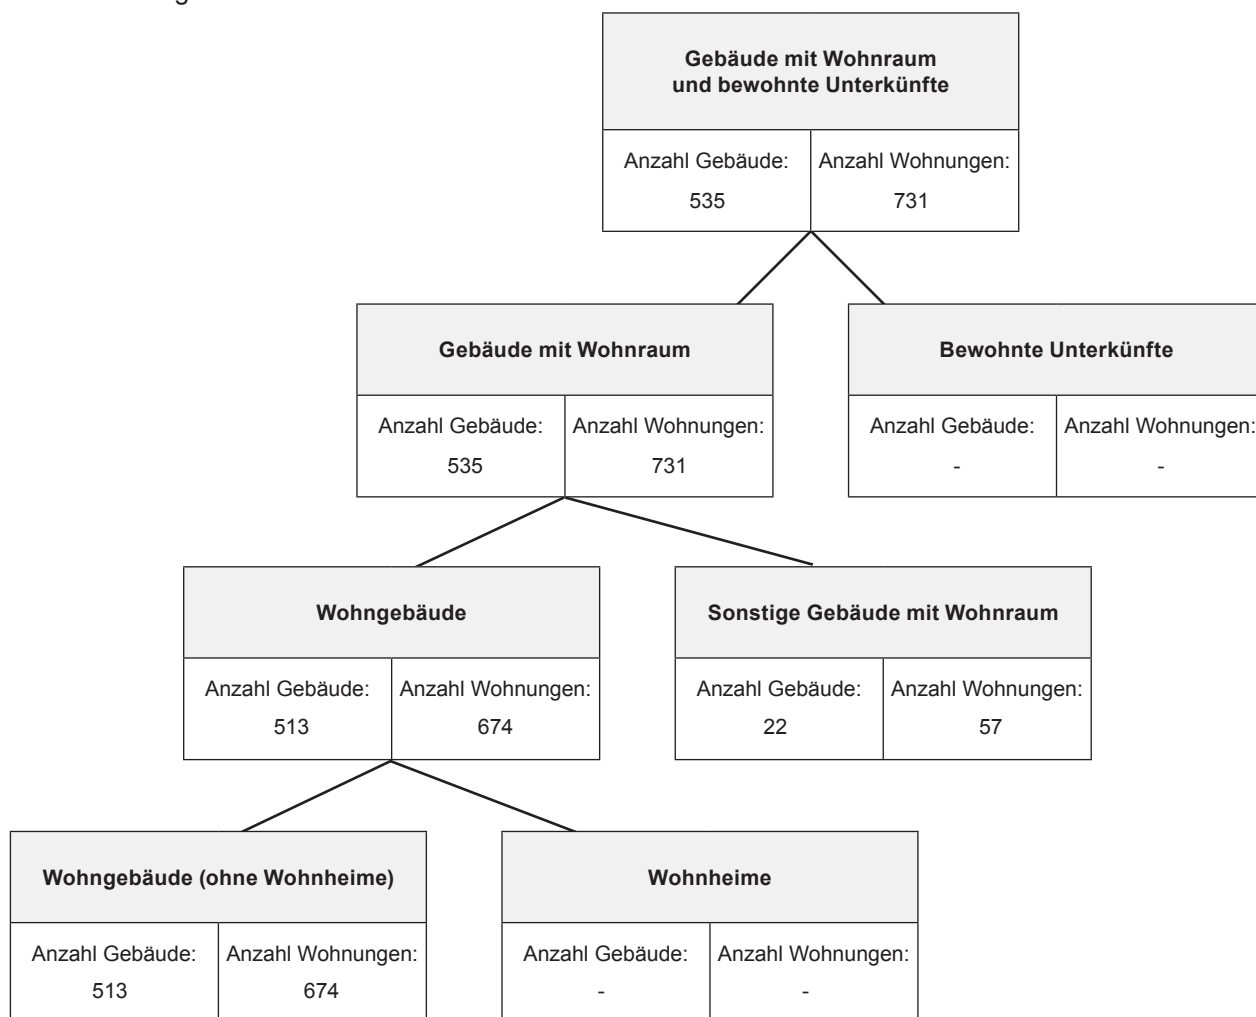 Gebäude mit Wohnraum
und bewohnte Unterkünfte
Anzahl Gebäude: Anzahl Wohnungen:
535 731
Gebäude mit Wohnraum
Anzahl Gebäude: Anzahl Wohnungen:
535 731
Bewohnte Unterkünfte
Anzahl Gebäude: Anzahl Wohnungen:
- -
Wohngebäude
Anzahl Gebäude: Anzahl Wohnungen:
513 674
Sonstige Gebäude mit Wohnraum
Anzahl Gebäude: Anzahl Wohnungen:
22 57
Wohngebäude (ohne Wohnheime)
Anzahl Gebäude: Anzahl Wohnungen:
513 674
Wohnheime
Anzahl Gebäude: Anzahl Wohnungen:
- -